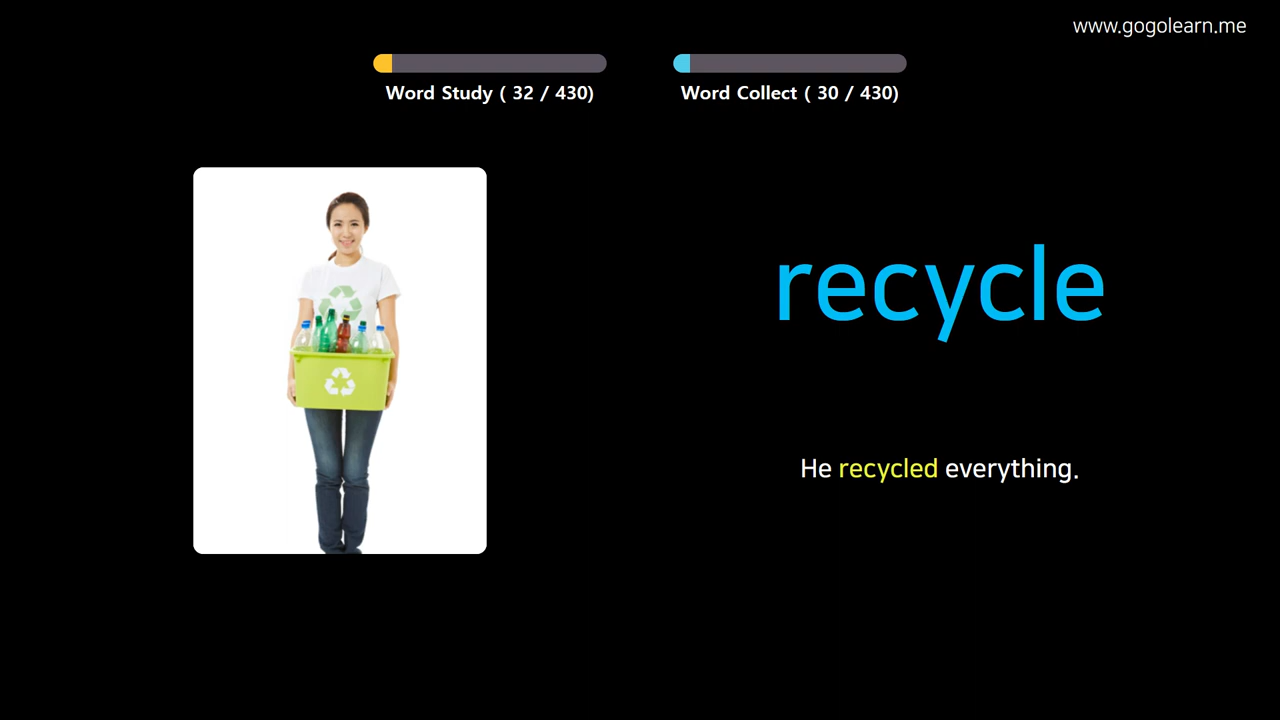 www.gogolearn.me
Word Study ( 32 / 430)
Word Collect ( 30 / 430)
recycle
He recycled everything.